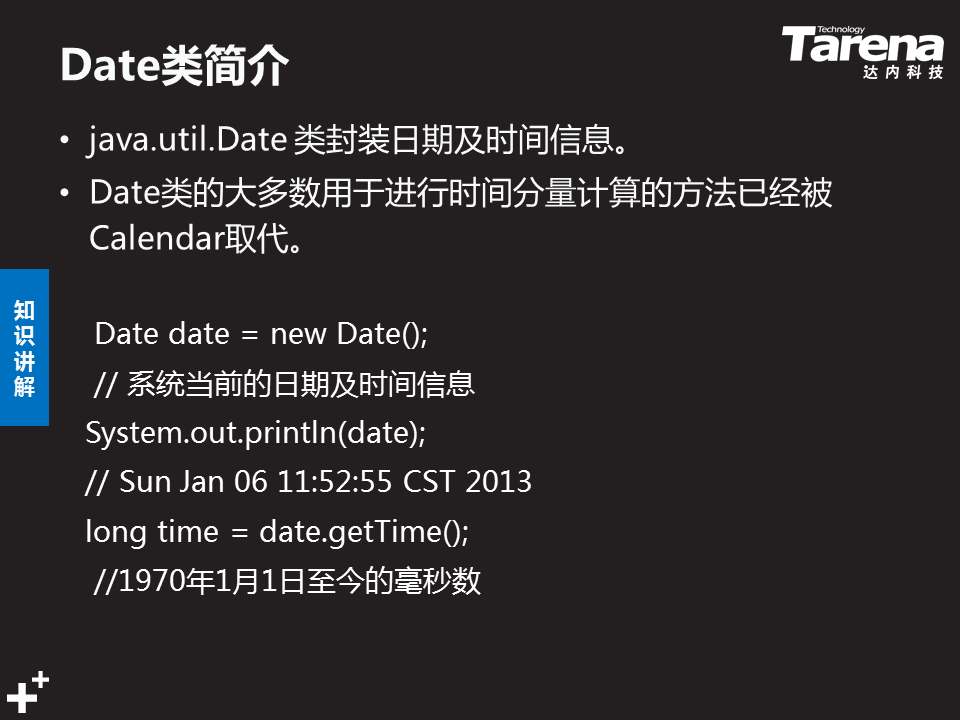 Date类简介
Technology
Tarena
达内科技
• java.util.Date 类封装日期及时间信息。
• Date类的大多数用于进行时间分量计算的方法已经被
Calendar取代。
知识讲解
Date date = new Date();
// 系统当前的日期及时间信息
System.out.println(date);
// Sun Jan 06 11:52:55 CST 2013
long time = date.getTime();
//1970年1月1日至今的毫秒数